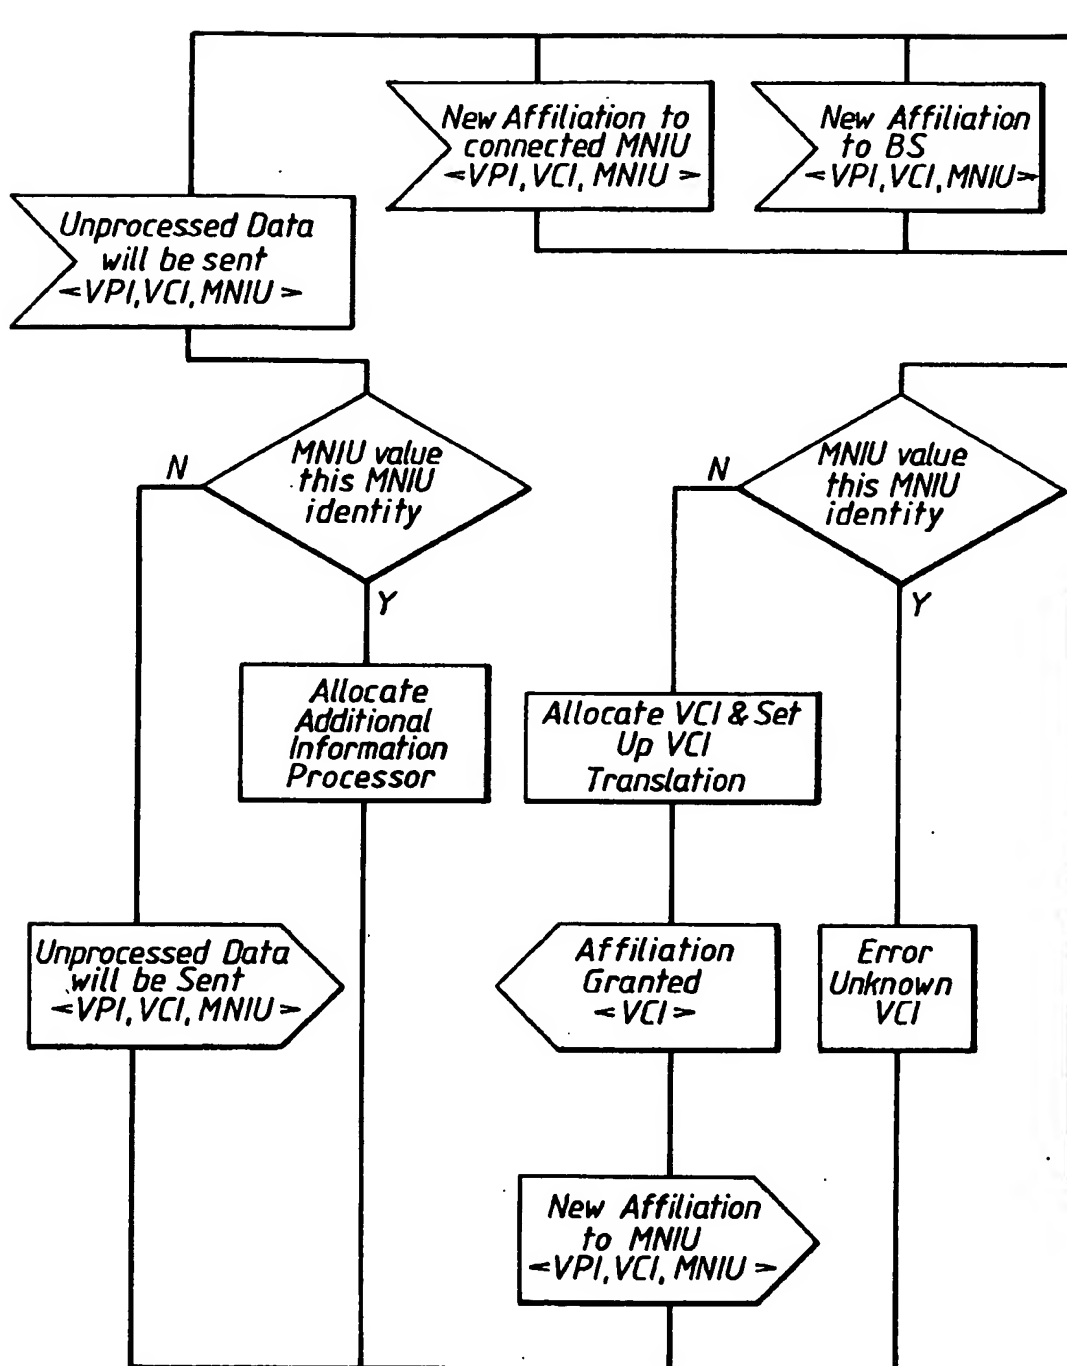 New Affiliation to
connected MNIU
<VPI, VCI, MNIU>
New Affiliation
to BS
<VPI, VCI, MNIU>
Unprocessed Data
will be sent
<VPI, VCI, MNIU>
MNIU value
this MNIU
identity
N
Y
MNIU value
this MNIU
identity
N
Y
Allocate
Additional
Information
Processor
Allocate VCI & Set
Up VCI
Translation
Unprocessed Data
will be Sent
<VPI, VCI, MNIU>
Affiliation
Granted
<VCI>
Error
Unknown
VCI
New Affiliation
to MNIU
<VPI, VCI, MNIU>